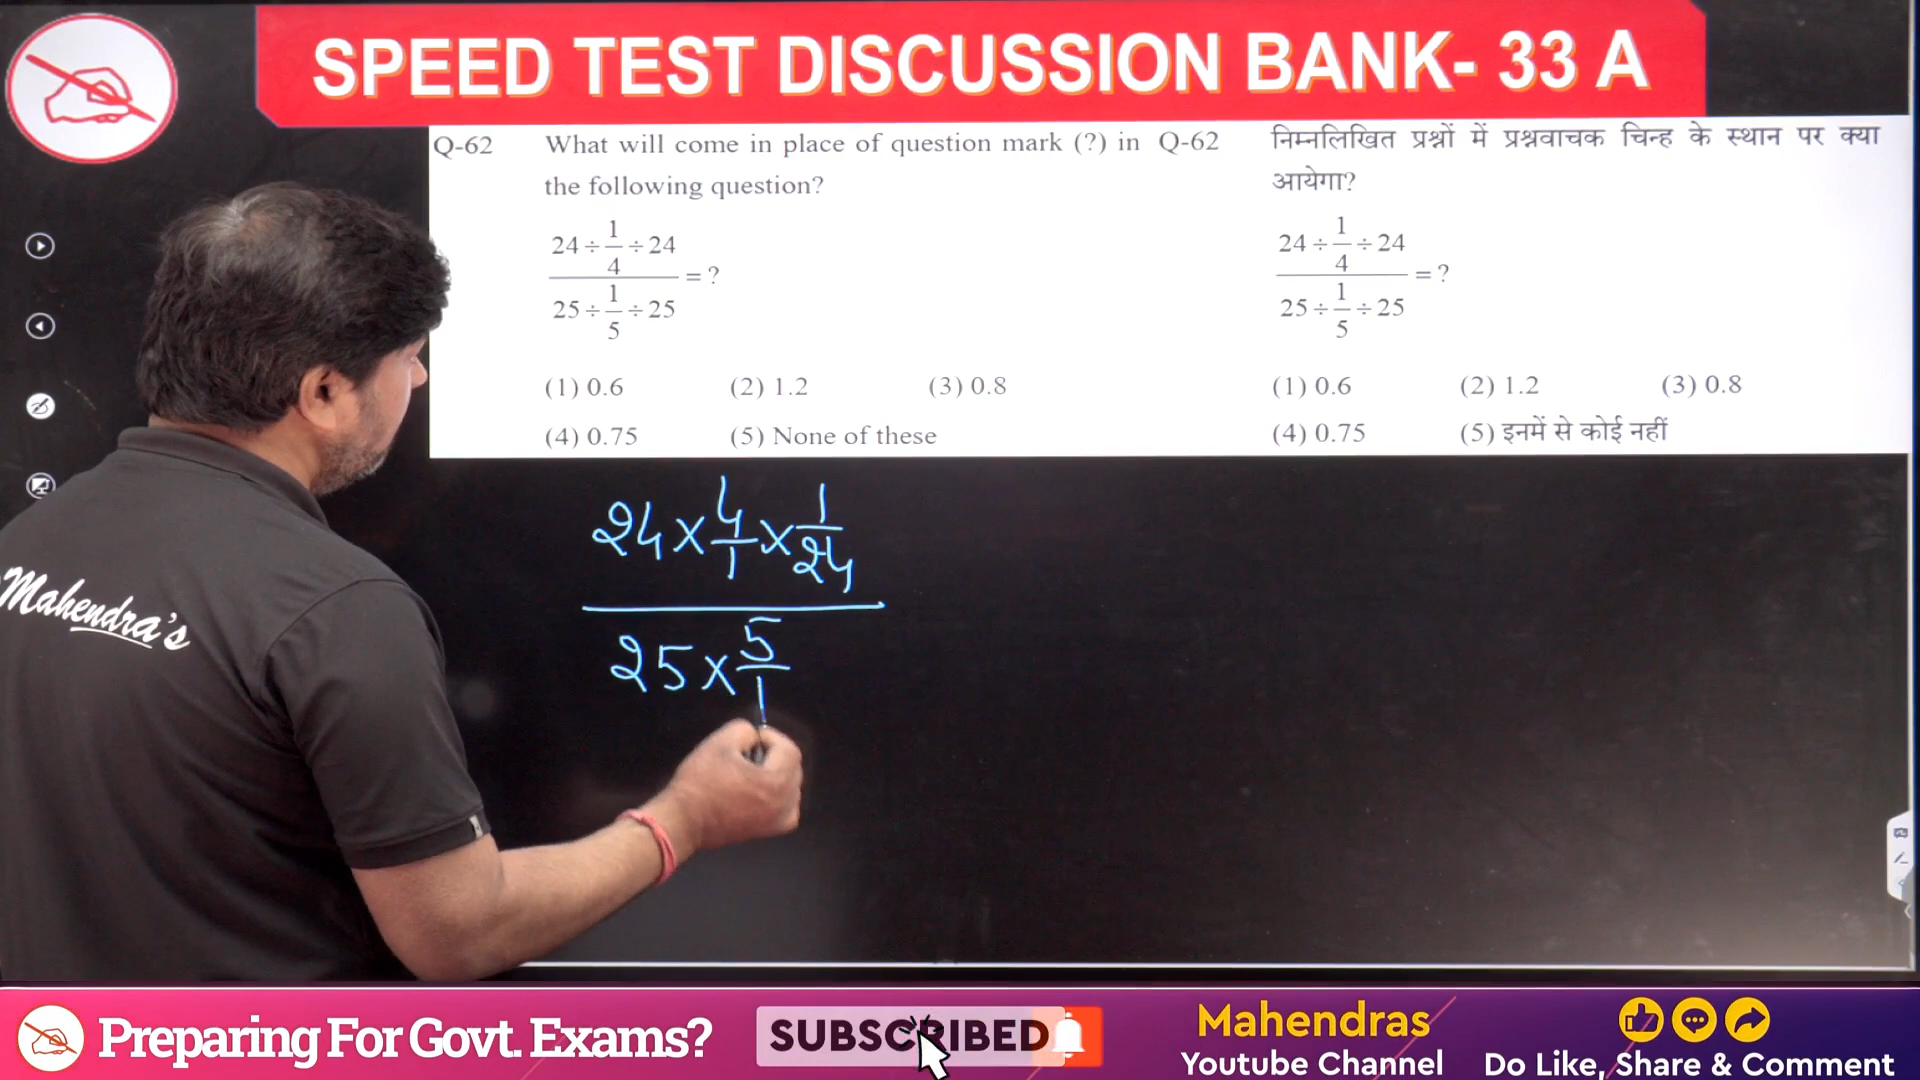 SPEED TEST DISCUSSION BANK- 33 A
Q-62 What will come in place of question mark (?) in
the following question?
24 ÷ 1/4 ÷ 24
25 ÷ 1/5 ÷ 25
= ?
(1) 0.6 (2) 1.2 (3) 0.8
(4) 0.75 (5) None of these
Q-62 निम्नलिखित प्रश्नों में प्रश्नवाचक चिन्ह के स्थान पर क्या
आयेगा?
24 ÷ 1/4 ÷ 24
25 ÷ 1/5 ÷ 25
= ?
(1) 0.6 (2) 1.2 (3) 0.8
(4) 0.75 (5) इनमें से कोई नहीं
24 × 4/1 × 1/24
25 × 5/1
Mahendra's
Preparing For Govt. Exams?
SUBSCRIBED
Mahendras
Youtube Channel
Do Like, Share & Comment